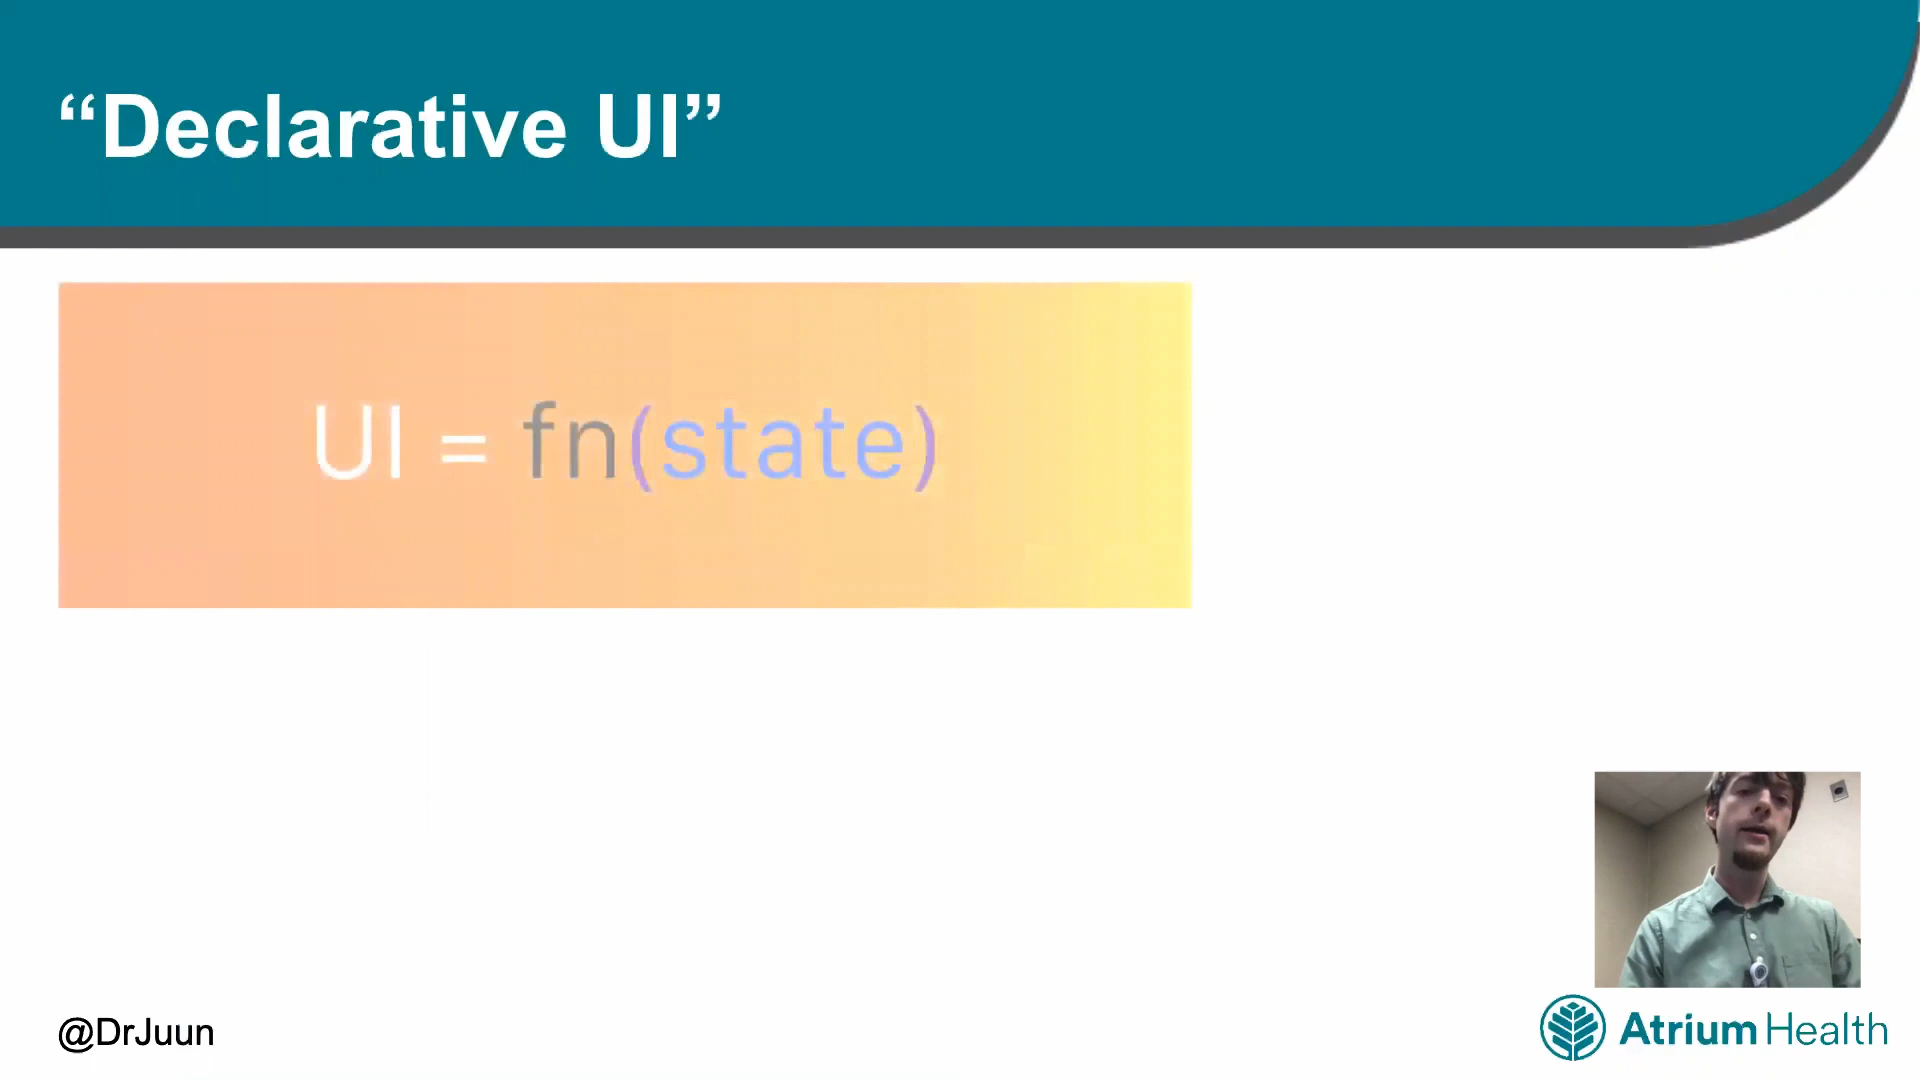 “Declarative UI”
UI = fn(state)
@DrJuun
Atrium Health